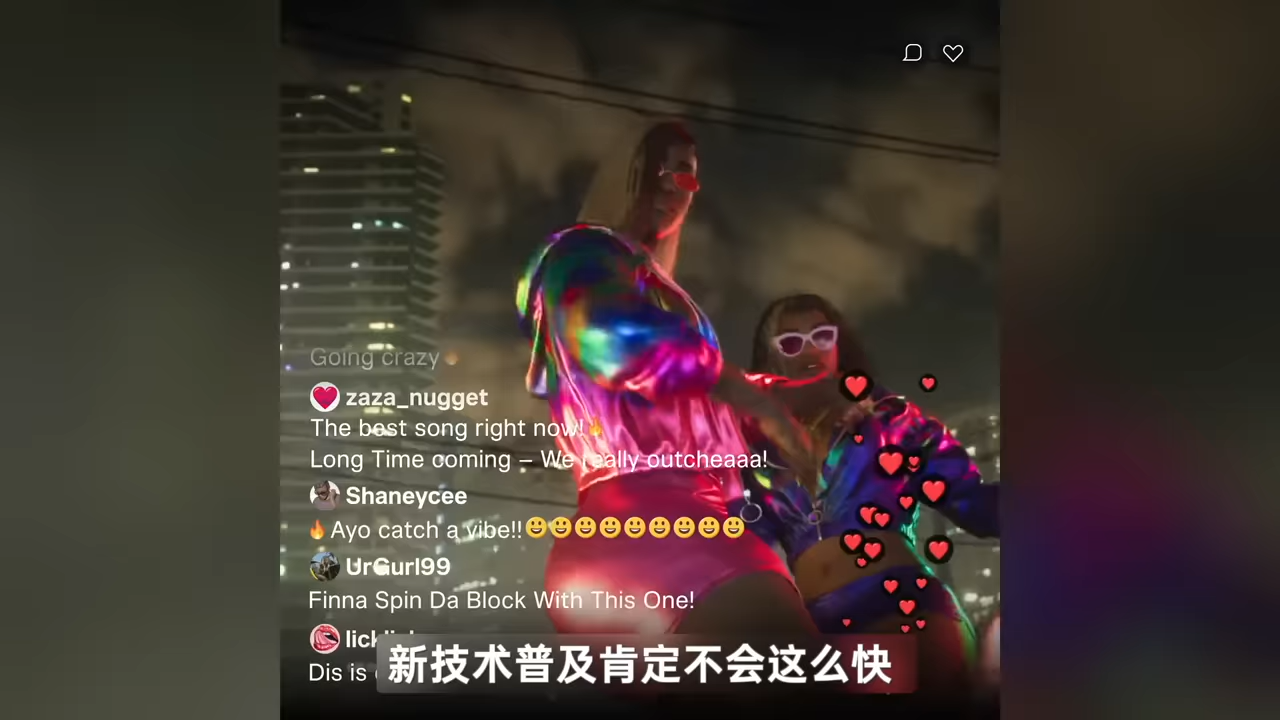 Going crazy
zaza_nugget
The best song right now!🔥
Long Time coming – We really outcheaaa!
Shaneycee
🔥Ayo catch a vibe!!😀😀😀😀😀😀😀😀😀
UrGurl99
Finna Spin Da Block With This One!
Dis is
新技术普及肯定不会这么快